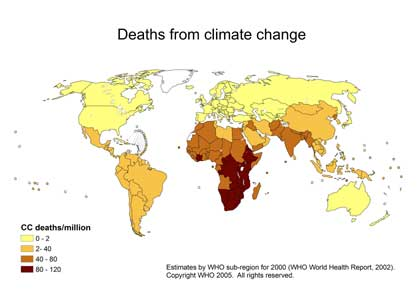 Deaths from climate change
CC deaths/million
0 - 2
2- 40
40 - 80
80 - 120
Estimates by WHO sub-region for 2000 (WHO World Health Report, 2002).
Copyright WHO 2005.  All rights reserved.